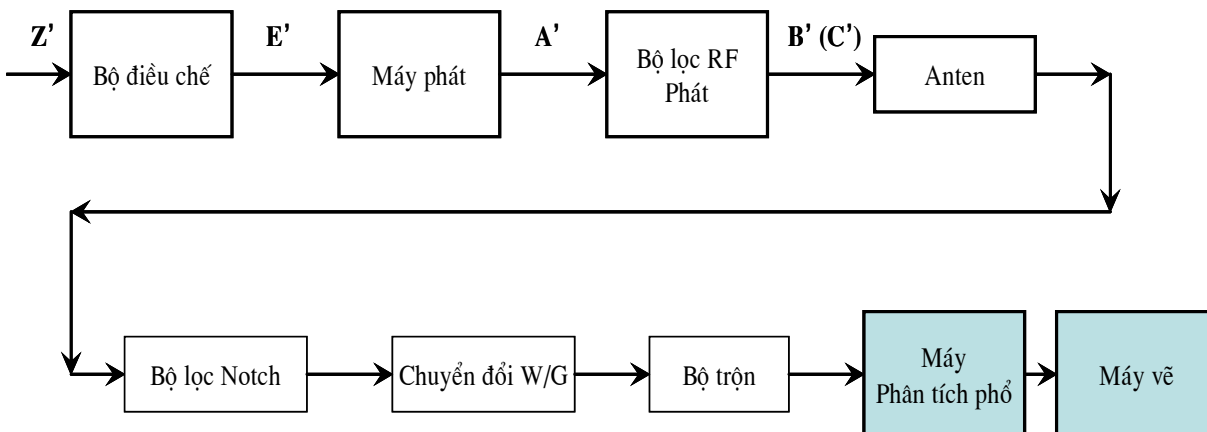 Z’
E’
A’
B’ (C’)
Bộ điều chế
Máy phát
Bộ lọc RF
Phát
Anten
Bộ lọc Notch
Chuyển đổi W/G
Bộ trộn
Máy
Phân tích phổ
Máy vẽ